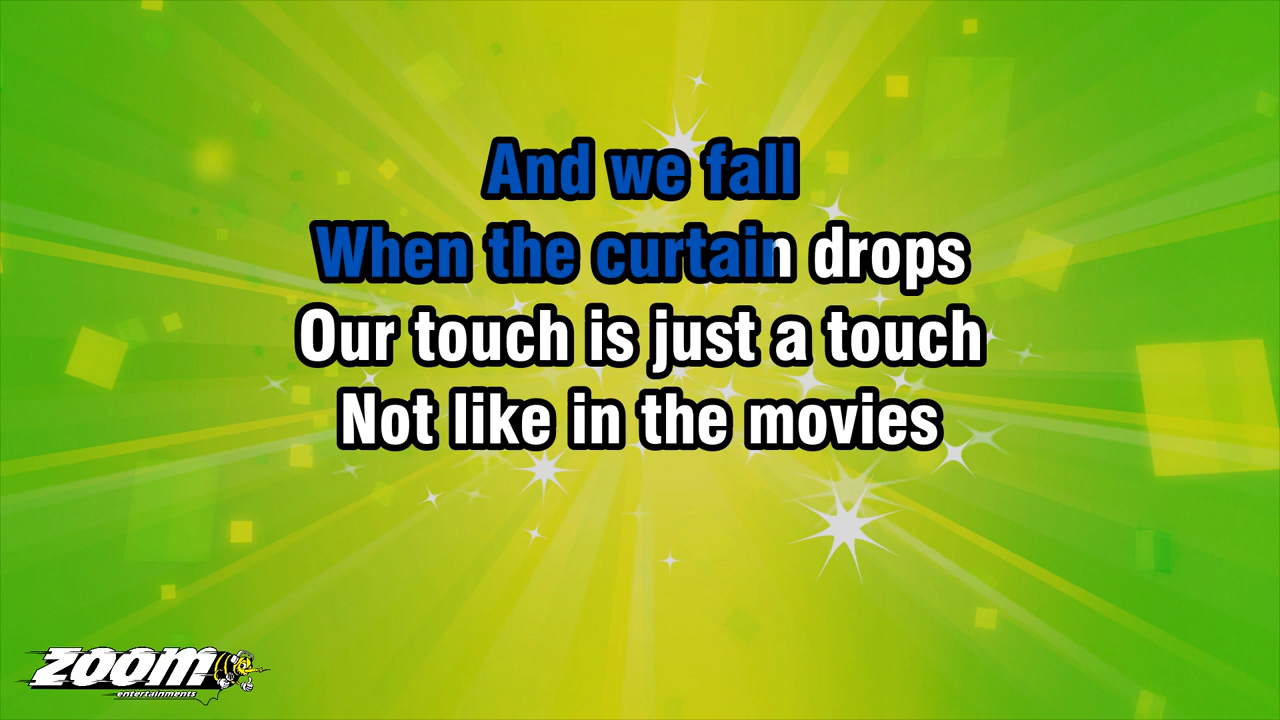 And we fall
When the curtain drops
Our touch is just a touch
Not like in the movies
zoom
entertainments